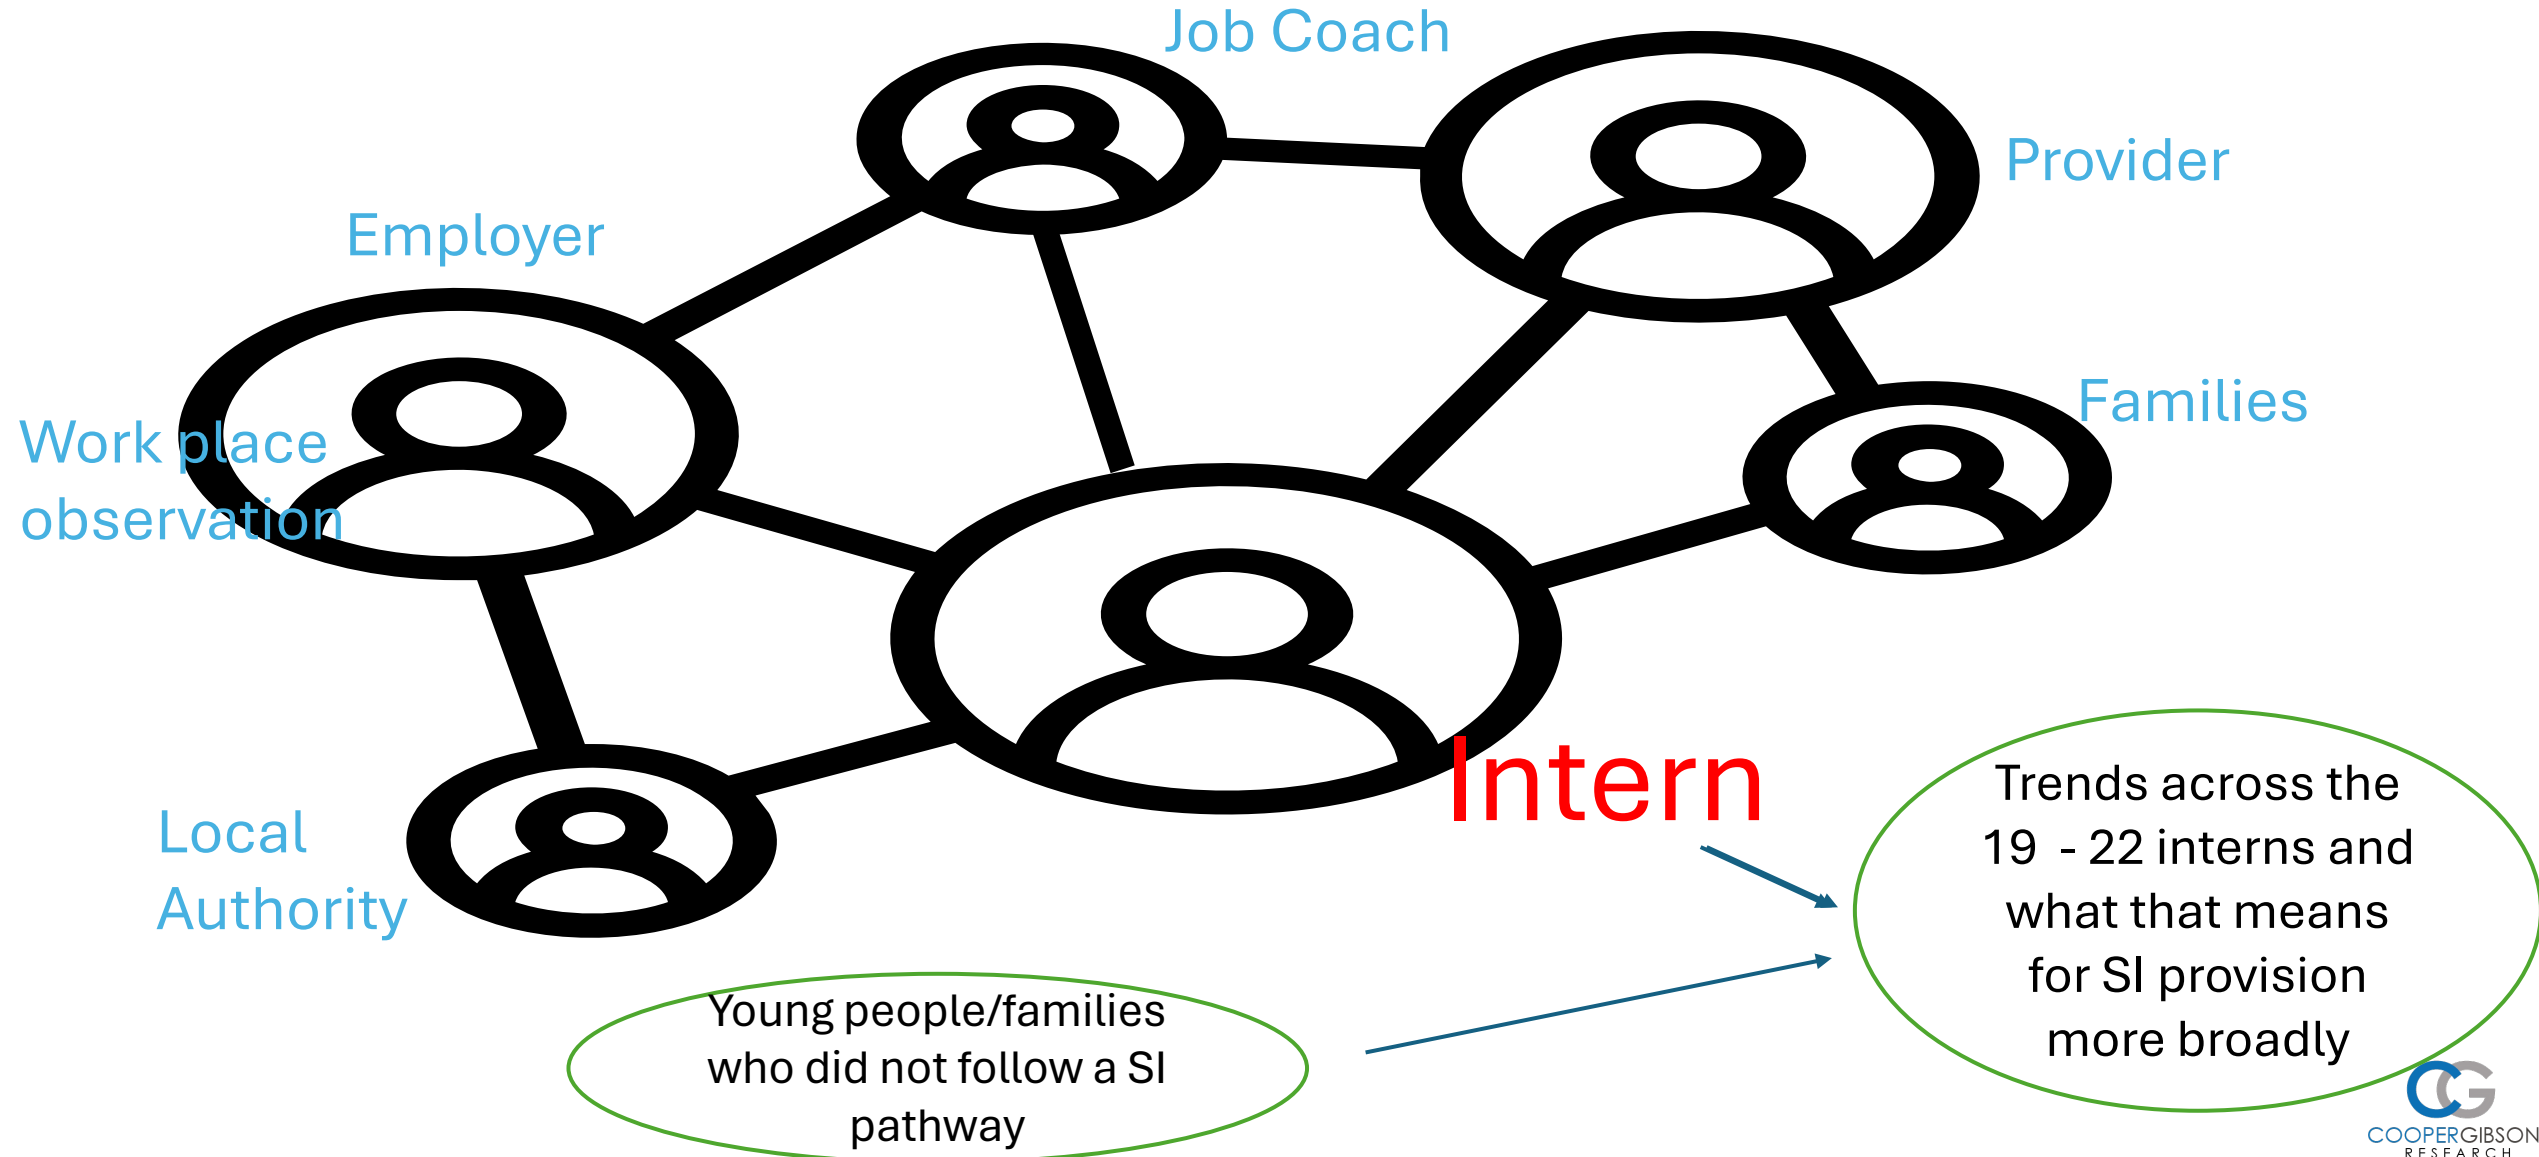 Job Coach
Provider
Employer
Families
Work place
observation
Intern
Local
Authority
Trends across the
19  - 22 interns and
what that means
for SI provision
more broadly
Young people/families
who did not follow a SI
pathway
CG
COOPERGIBSON
RESEARCH